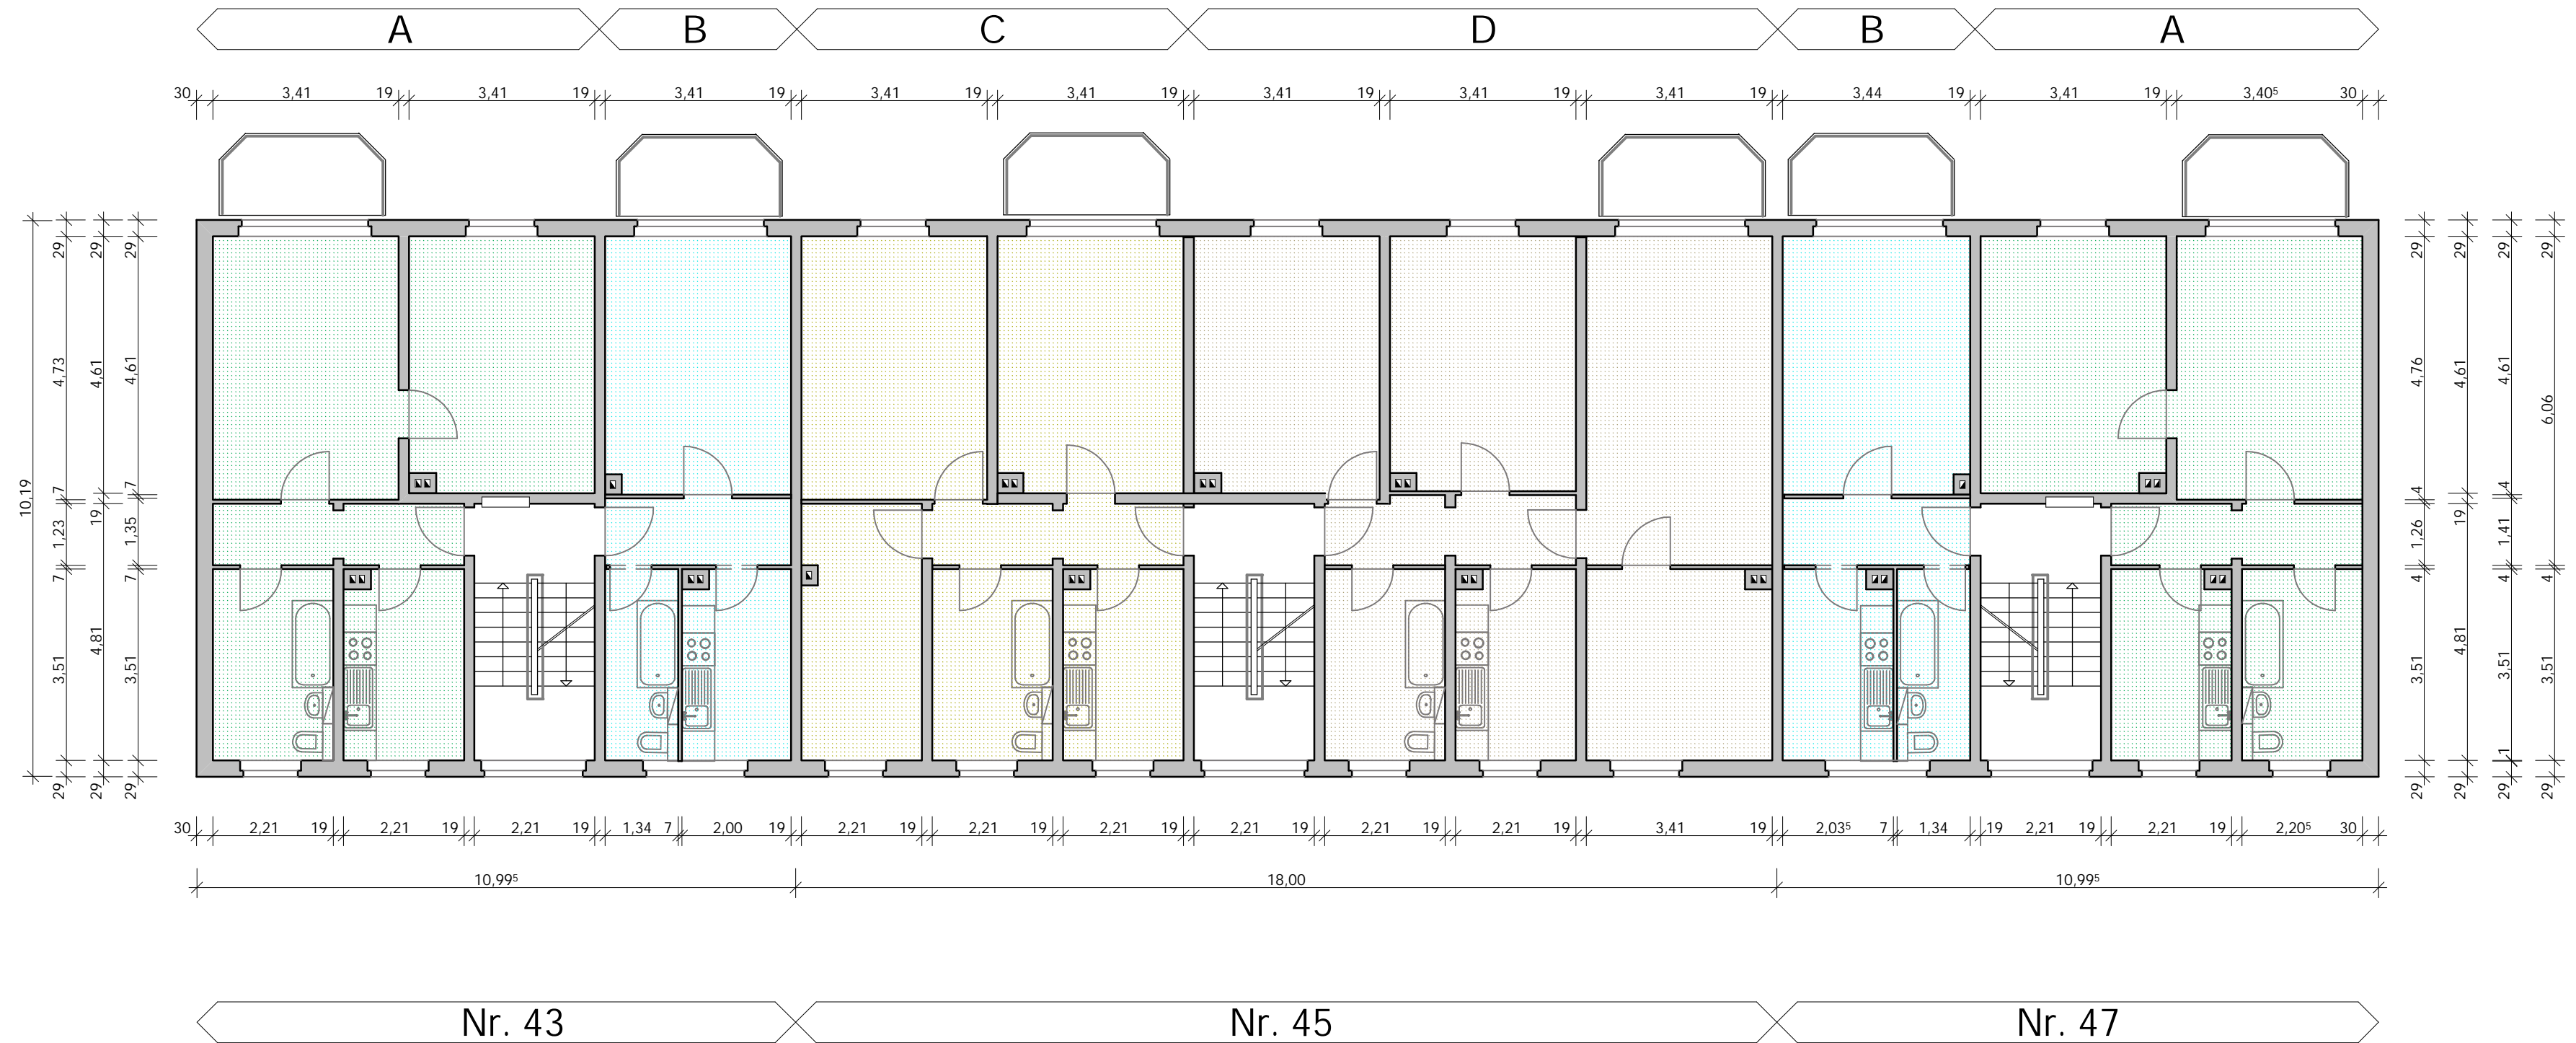 A B C D B A
30 3,41 19 3,41 19 3,41 19 3,41 19 3,41 19 3,41 19 3,41 19 3,41 19 3,44 19 3,41 19 3,40⁵ 30
10,19
29 4,73 7 1,23 7 3,51 29
29 4,61 19 4,81 29
29 4,61 7 1,35 7 3,51 29
29 4,76 4 1,26 4 3,51 29
29 4,61 19 4,81 29
29 4,61 4 1,41 4 3,51 1 29
29 6,06 4 3,51 29
30 2,21 19 2,21 19 2,21 19 1,34 7 2,00 19 2,21 19 2,21 19 2,21 19 2,21 19 2,21 19 2,21 19 3,41 19 2,03⁵ 7 1,34 19 2,21 19 2,21 19 2,20⁵ 30
10,99⁵ 18,00 10,99⁵
Nr. 43 Nr. 45 Nr. 47